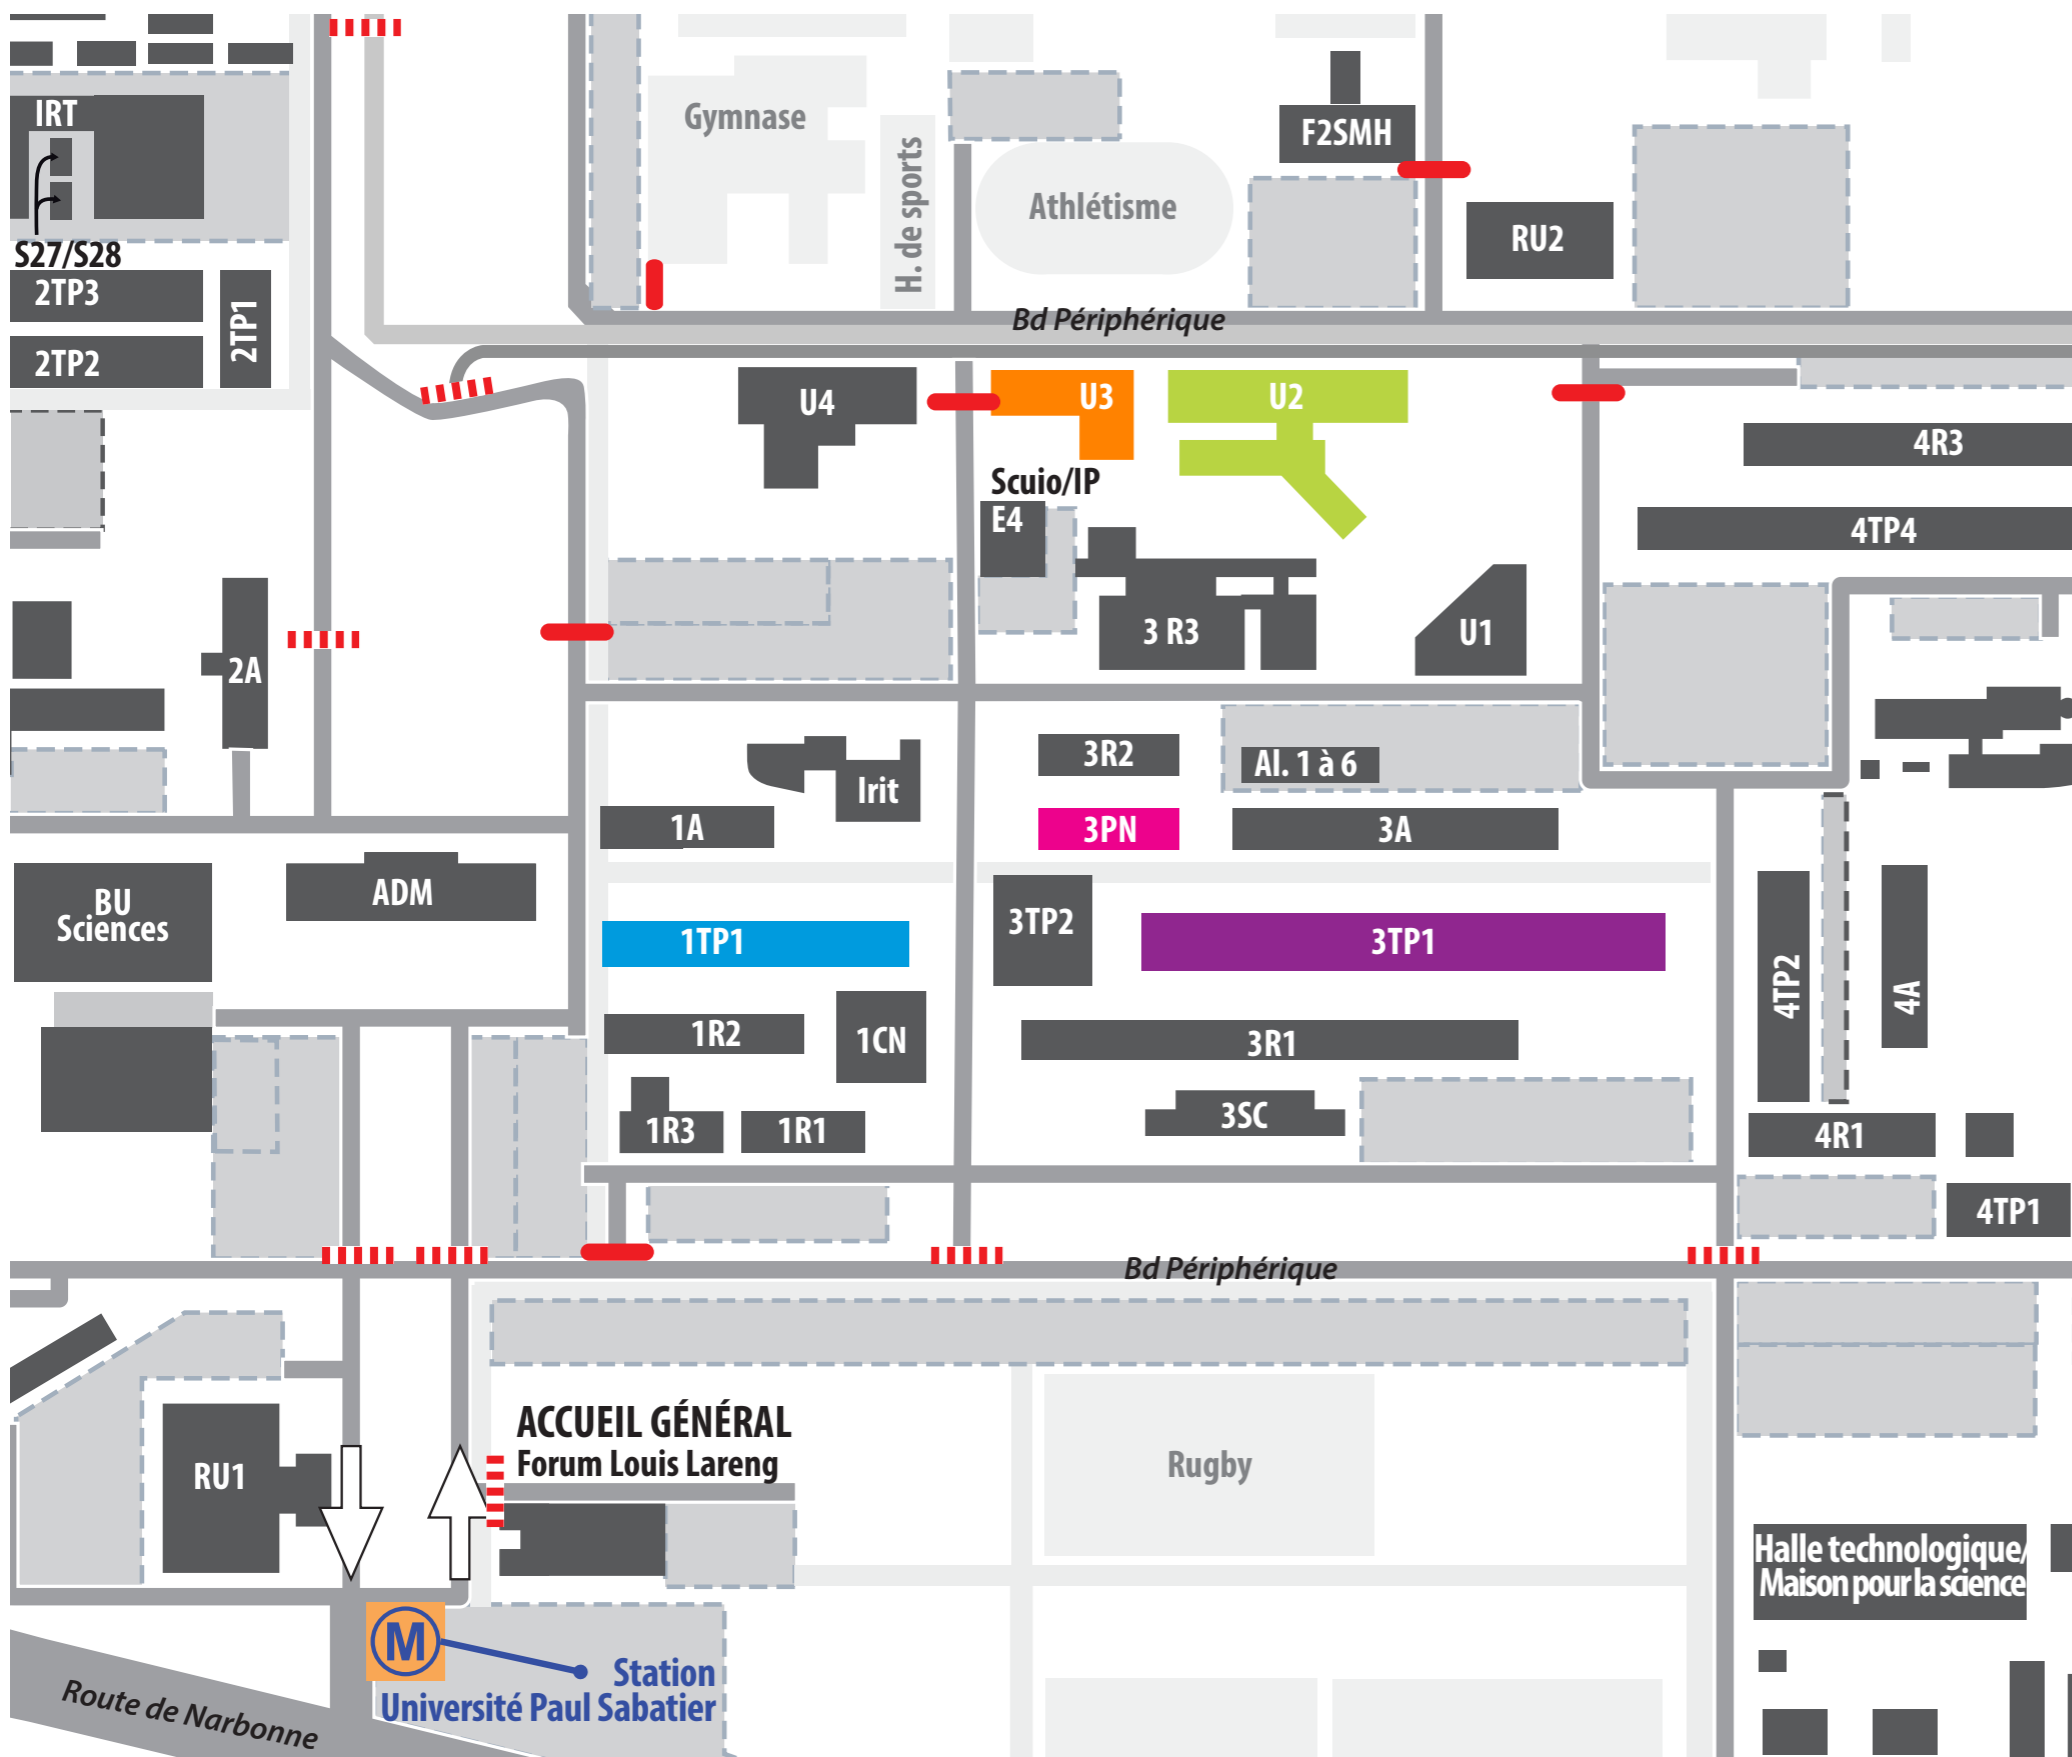 IRT
Gymnase
H. de sports
Athlétisme
F2SMH
RU2
S27/S28
2TP3
2TP1
2TP2
Bd Périphérique
U4
U3
U2
4R3
Scuio/IP
E4
4TP4
3 R3
U1
2A
3R2
Al. 1 à 6
Irit
1A
3PN
3A
BU
Sciences
ADM
1TP1
3TP2
3TP1
4TP2
4A
1R2
1CN
3R1
1R3
1R1
3SC
4R1
4TP1
Bd Périphérique
ACCUEIL GÉNÉRAL
Forum Louis Lareng
RU1
Rugby
Halle technologique/
Maison pour la science
M
Station
Université Paul Sabatier
Route de Narbonne